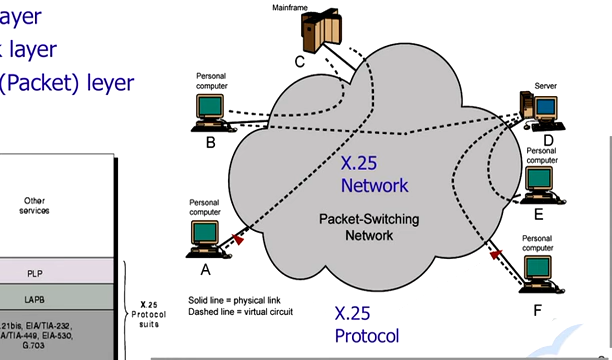 ayer
k layer
(Packet) leyer
Mainframe
C
Personal
computer
B
Server
D
X.25
Network
Packet-Switching
Network
Personal
computer
E
Personal
computer
A
Personal
computer
F
Solid line = physical link
Dashed line = virtual circuit
X.25
Protocol
Other
services
PLP
LAPB
.21bis, EIA/TIA-232,
A/TIA-449, EIA-530,
G.703
X.25
Protocol
suite